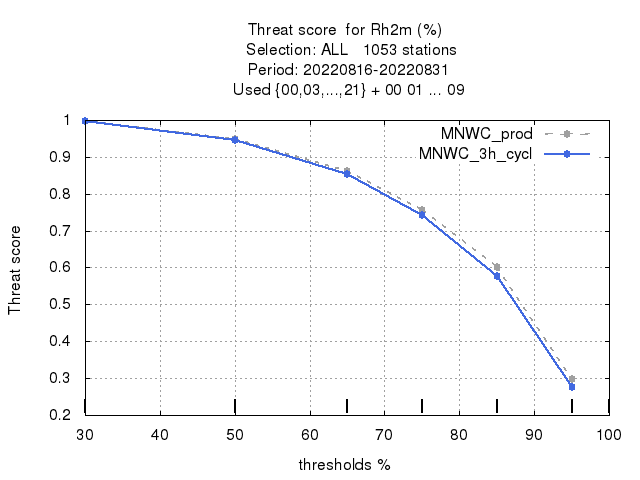 Threat score  for Rh2m (%)
Selection: ALL   1053 stations
Period: 20220816-20220831
Used {00,03,...,21} + 00 01 ... 09
MNWC_prod
MNWC_3h_cycl
1
0.9
0.8
0.7
0.6
0.5
0.4
0.3
0.2
Threat score
30 40 50 60 70 80 90 100
thresholds %